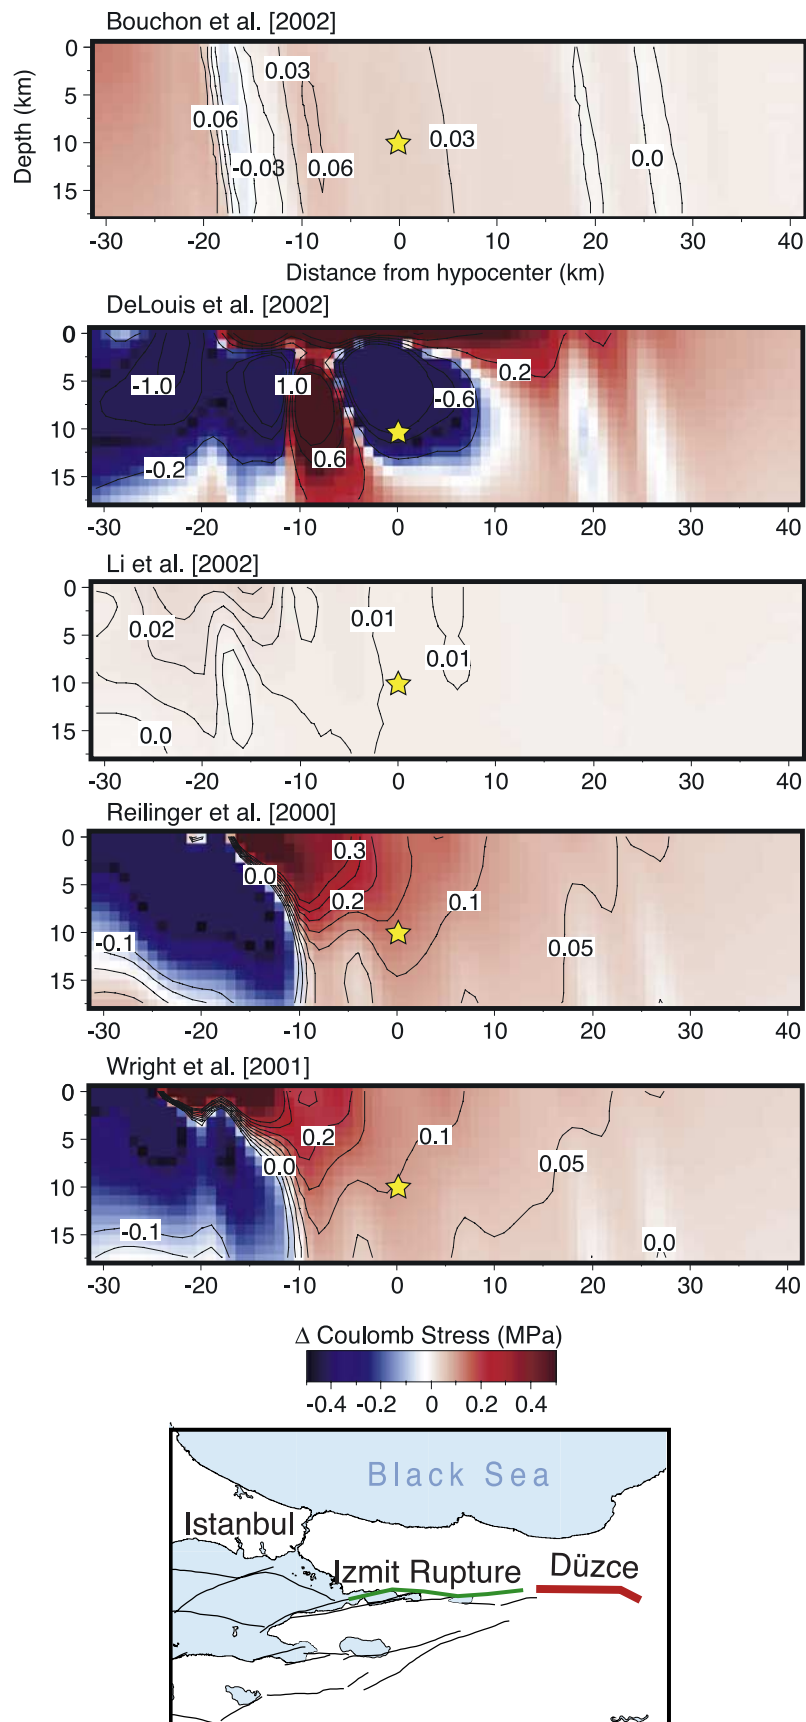 Bouchon et al. [2002]
0
5
10
15
Depth (km)
0.06
-0.03
0.03
0.06
0.03
0.0
-30 -20 -10 0 10 20 30 40
Distance from hypocenter (km)
DeLouis et al. [2002]
0
5
10
15
-1.0
1.0
-0.6
0.2
0.6
-0.2
-30 -20 -10 0 10 20 30 40
Li et al. [2002]
0
5
10
15
0.02
0.01
0.01
0.0
-30 -20 -10 0 10 20 30 40
Reilinger et al. [2000]
0
5
10
15
0.0
0.3
0.2
0.1
-0.1
0.05
-30 -20 -10 0 10 20 30 40
Wright et al. [2001]
0
5
10
15
0.2
0.1
0.0
0.05
-0.1
0.0
-30 -20 -10 0 10 20 30 40
Δ Coulomb Stress (MPa)
-0.4 -0.2 0 0.2 0.4
Black Sea
Istanbul
Izmit Rupture
Düzce